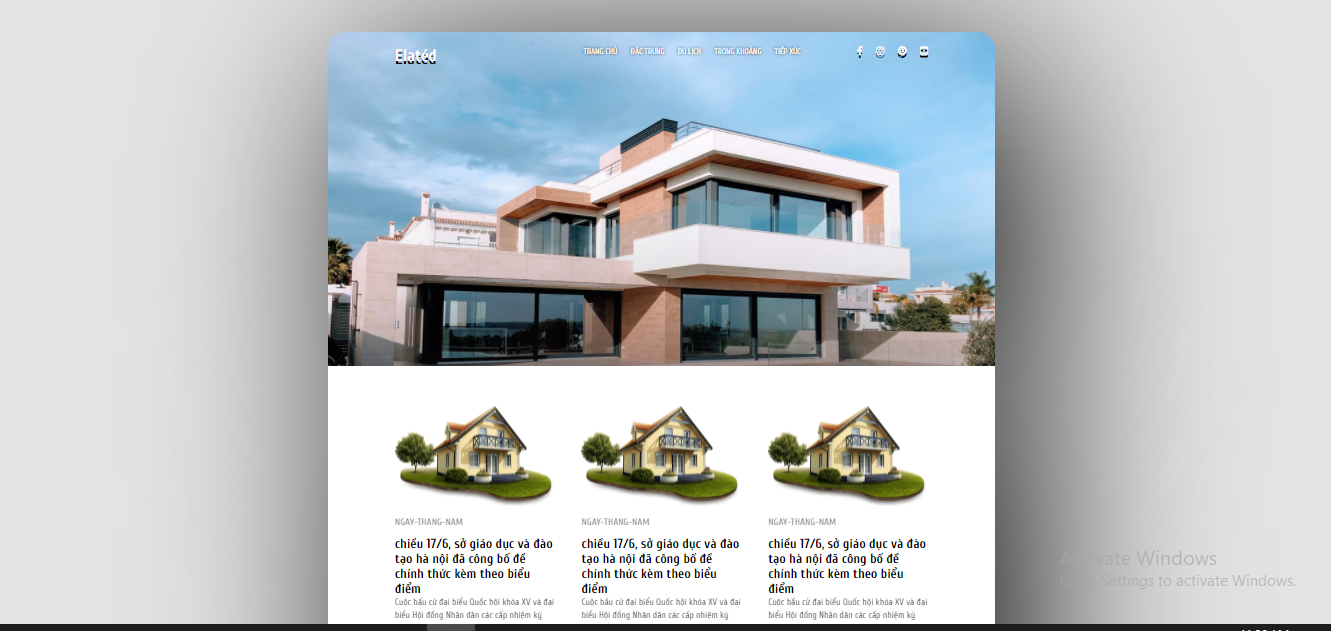 Elatéd
TRANG CHỦ ĐẶC TRƯNG DU LỊCH TRONG KHOẢNG TIẾP XÚC
NGAY-THANG-NAM
chiều 17/6, sở giáo dục và đào
tạo hà nội đã công bố đề
chính thức kèm theo biểu
điểm
Cuộc bầu cử đại biểu Quốc hội khóa XV và đại
biểu Hội đồng Nhân dân các cấp nhiệm kỳ
NGAY-THANG-NAM
chiều 17/6, sở giáo dục và đào
tạo hà nội đã công bố đề
chính thức kèm theo biểu
điểm
Cuộc bầu cử đại biểu Quốc hội khóa XV và đại
biểu Hội đồng Nhân dân các cấp nhiệm kỳ
NGAY-THANG-NAM
chiều 17/6, sở giáo dục và đào
tạo hà nội đã công bố đề
chính thức kèm theo biểu
điểm
Cuộc bầu cử đại biểu Quốc hội khóa XV và đại
biểu Hội đồng Nhân dân các cấp nhiệm kỳ
Activate Windows
Go to Settings to activate Windows.